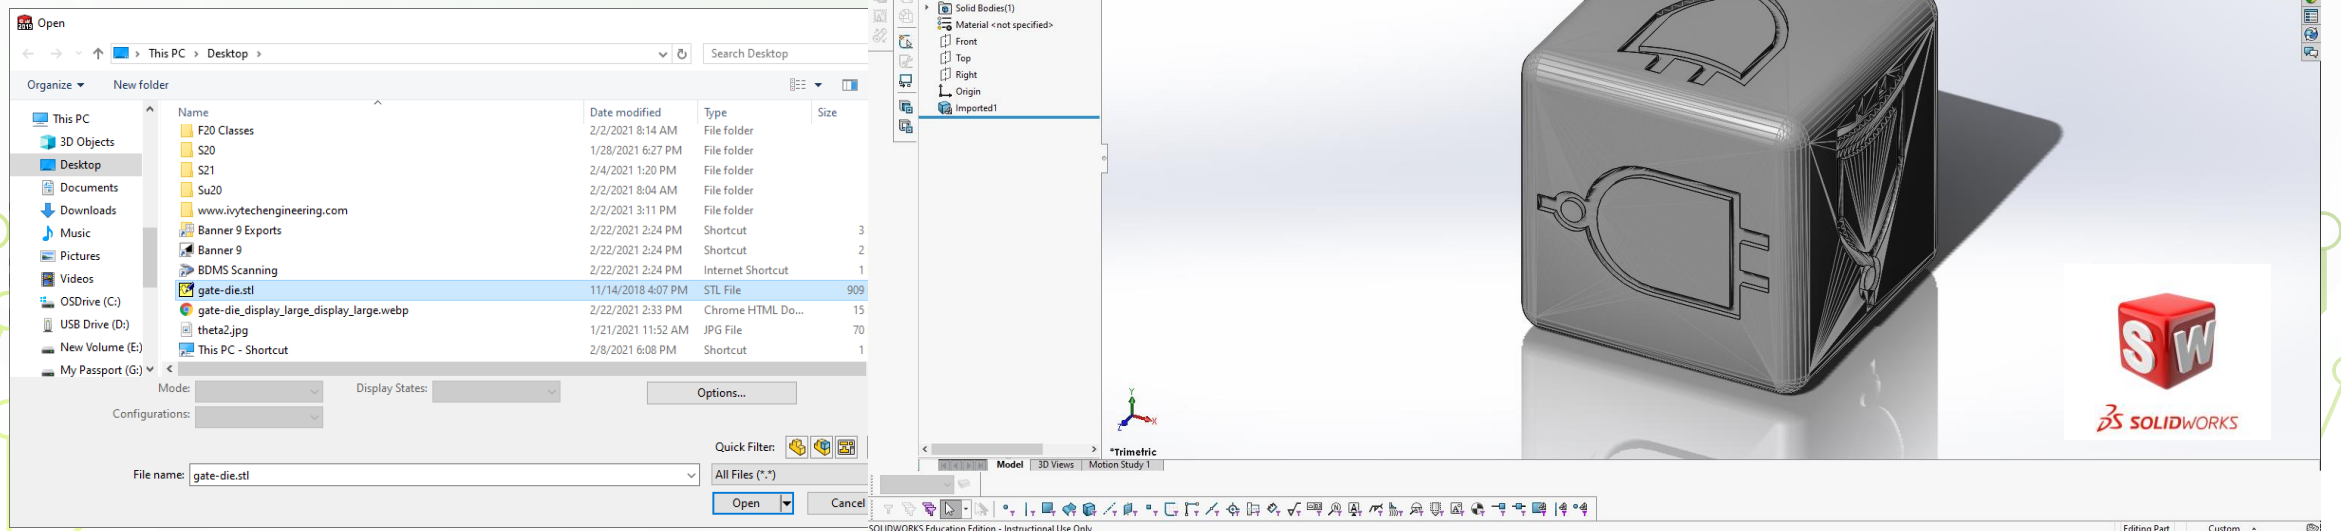 Open
This PC > Desktop >
Search Desktop
Organize New folder
This PC
3D Objects
Desktop
Documents
Downloads
Music
Pictures
Videos
OSDrive (C:)
USB Drive (D:)
New Volume (E:)
My Passport (G:)
Name Date modified Type Size
F20 Classes 2/2/2021 8:14 AM File folder
S20 1/28/2021 6:27 PM File folder
S21 2/4/2021 1:20 PM File folder
Su20 2/2/2021 8:04 AM File folder
www.ivytechengineering.com 2/2/2021 3:11 PM File folder
Banner 9 Exports 2/22/2021 2:24 PM Shortcut 3
Banner 9 2/22/2021 2:24 PM Shortcut 2
BDMS Scanning 2/22/2021 2:24 PM Internet Shortcut 1
gate-die.stl 11/14/2018 4:07 PM STL File 909
gate-die_display_large_display_large.webp 2/22/2021 2:33 PM Chrome HTML Do... 15
theta2.jpg 1/21/2021 11:52 AM JPG File 70
This PC - Shortcut 2/8/2021 6:08 PM Shortcut 1
Mode:
Display States:
Options...
Configurations:
Quick Filter:
File name: gate-die.stl
All Files (*.*)
Open Cancel
Solid Bodies(1)
Material <not specified>
Front
Top
Right
Origin
Imported1
Y
X
Z
*Trimetric
Model 3D Views Motion Study 1
SOLIDWORKS Education Edition - Instructional Use Only
Editing Part Custom
SW
SOLIDWORKS